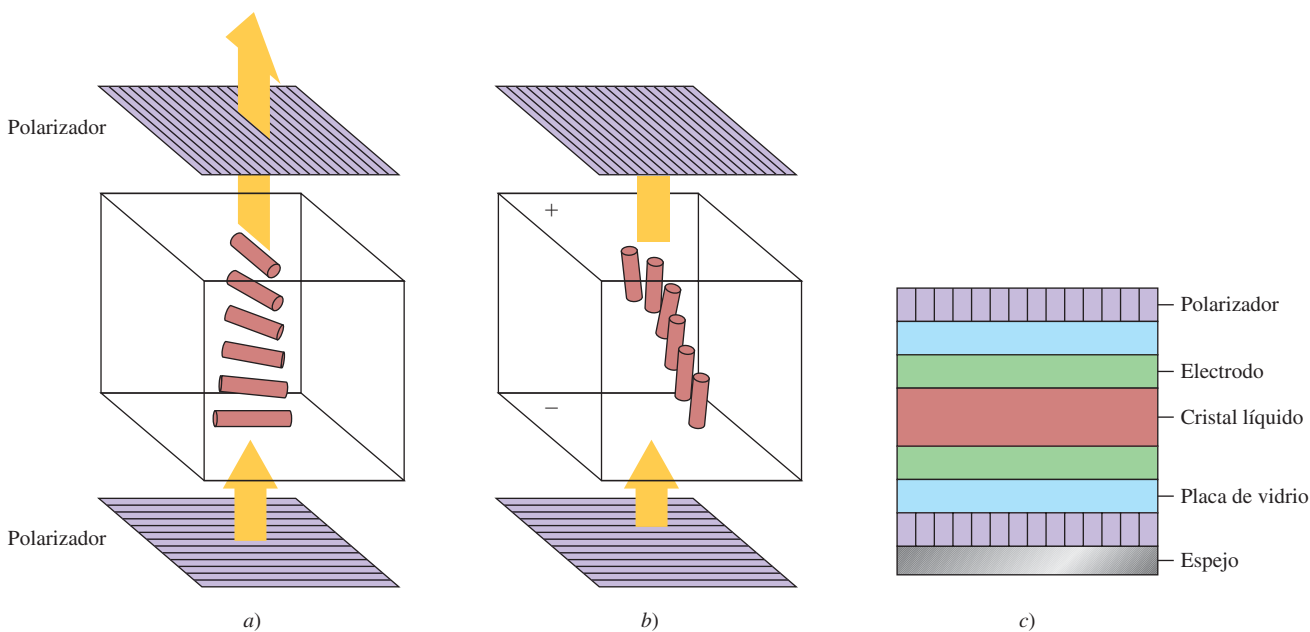 Polarizador
+
−
Polarizador
Polarizador
Electrodo
Cristal líquido
Placa de vidrio
Espejo
a)
b)
c)